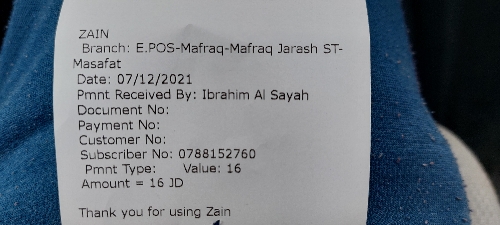 ZAIN
Branch: E.POS-Mafraq-Mafraq Jarash ST-
Masafat
Date: 07/12/2021
Pmnt Received By: Ibrahim Al Sayah
Document No:
Payment No:
Customer No:
Subscriber No: 0788152760
Pmnt Type: Value: 16
Amount = 16 JD
Thank you for using Zain